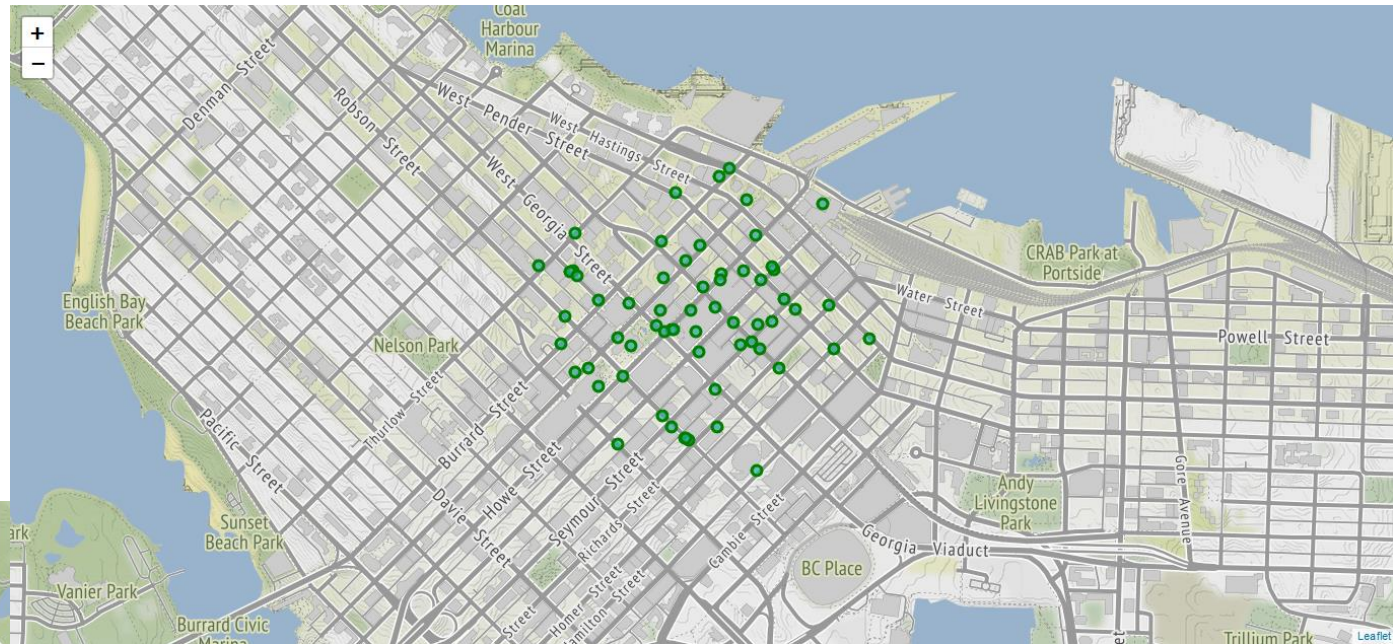 +
−
Coal
Harbour
Marina
Denman Street
Robson Street
West Pender Street
West Hastings Street
West Georgia Street
CRAB Park at
Portside
English Bay
Beach Park
Water Street
Nelson Park
Powell Street
Thurlow Street
Burrard Street
Pacific Street
Howe Street
Davie Street
Seymour Street
Richards Street
Gore Avenue
Andy
Livingstone
Park
Sunset
Beach Park
Cambie Street
Georgia Viaduct
ark
BC Place
Vanier Park
Homer Street
Hamilton Street
Street
Burrard Civic
Marina
et
Trillium Park
Leaflet